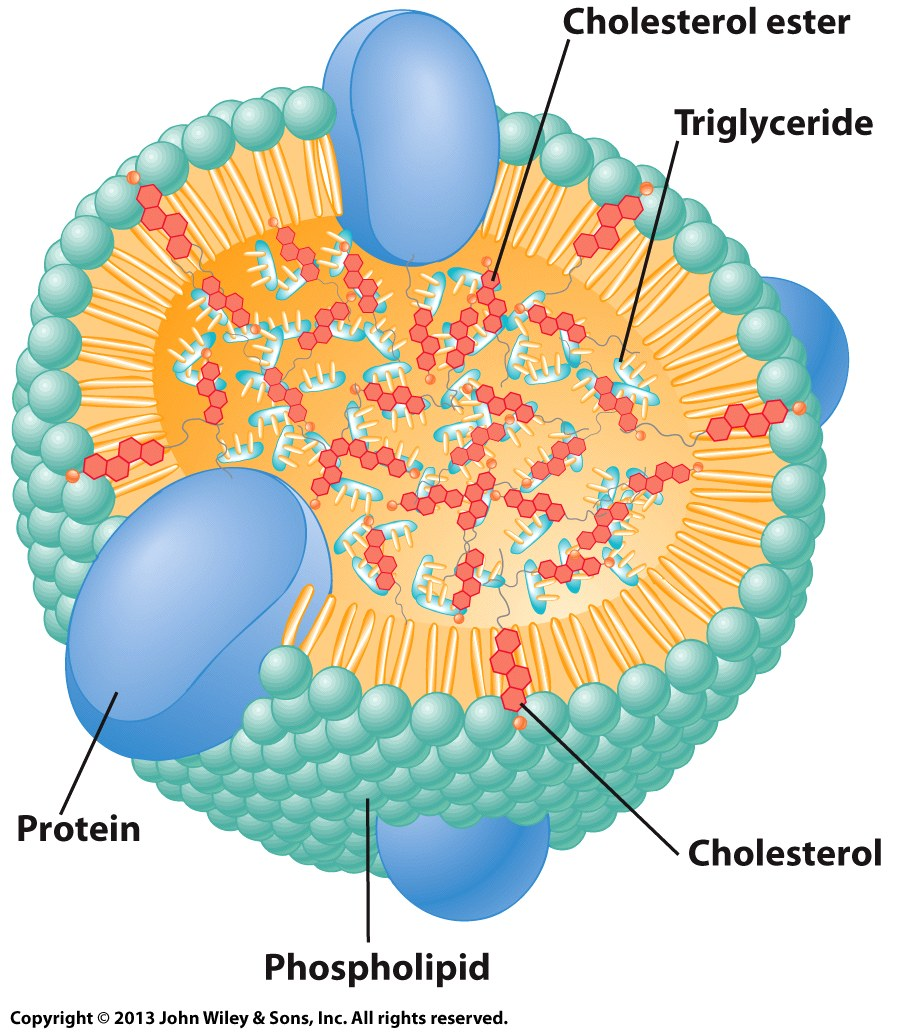 Cholesterol ester
Triglyceride
Protein
Cholesterol
Phospholipid
Copyright © 2013 John Wiley & Sons, Inc. All rights reserved.